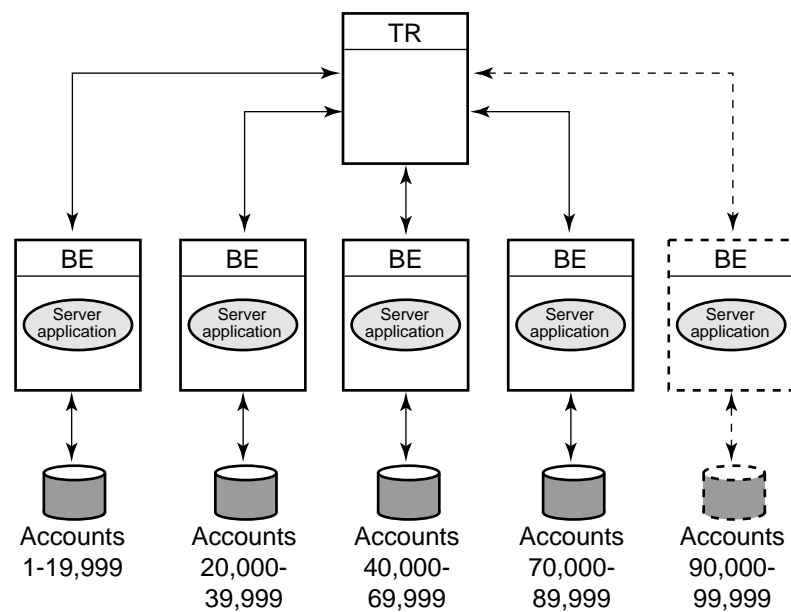 TR
BE
Server
application
Accounts
1-19,999
BE
Server
application
Accounts
20,000-
39,999
BE
Server
application
Accounts
40,000-
69,999
BE
Server
application
Accounts
70,000-
89,999
BE
Server
application
Accounts
90,000-
99,999